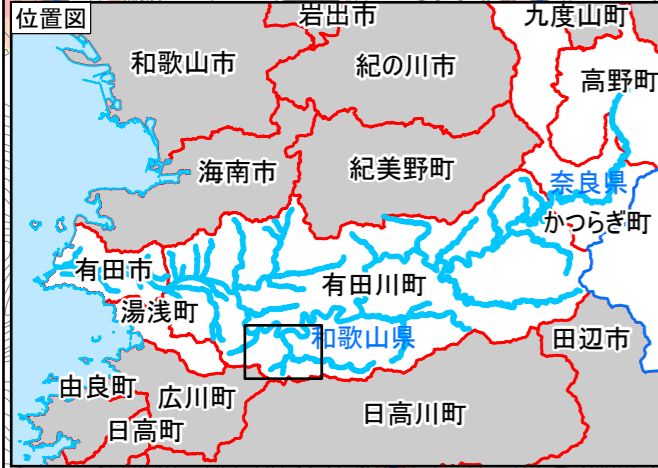 位置図
岩出市
九度山町
和歌山市
紀の川市
高野町
海南市
紀美野町
奈良県
かつらぎ町
有田市
有田川町
湯浅町
和歌山県
田辺市
由良町
広川町
日高川町
日高町